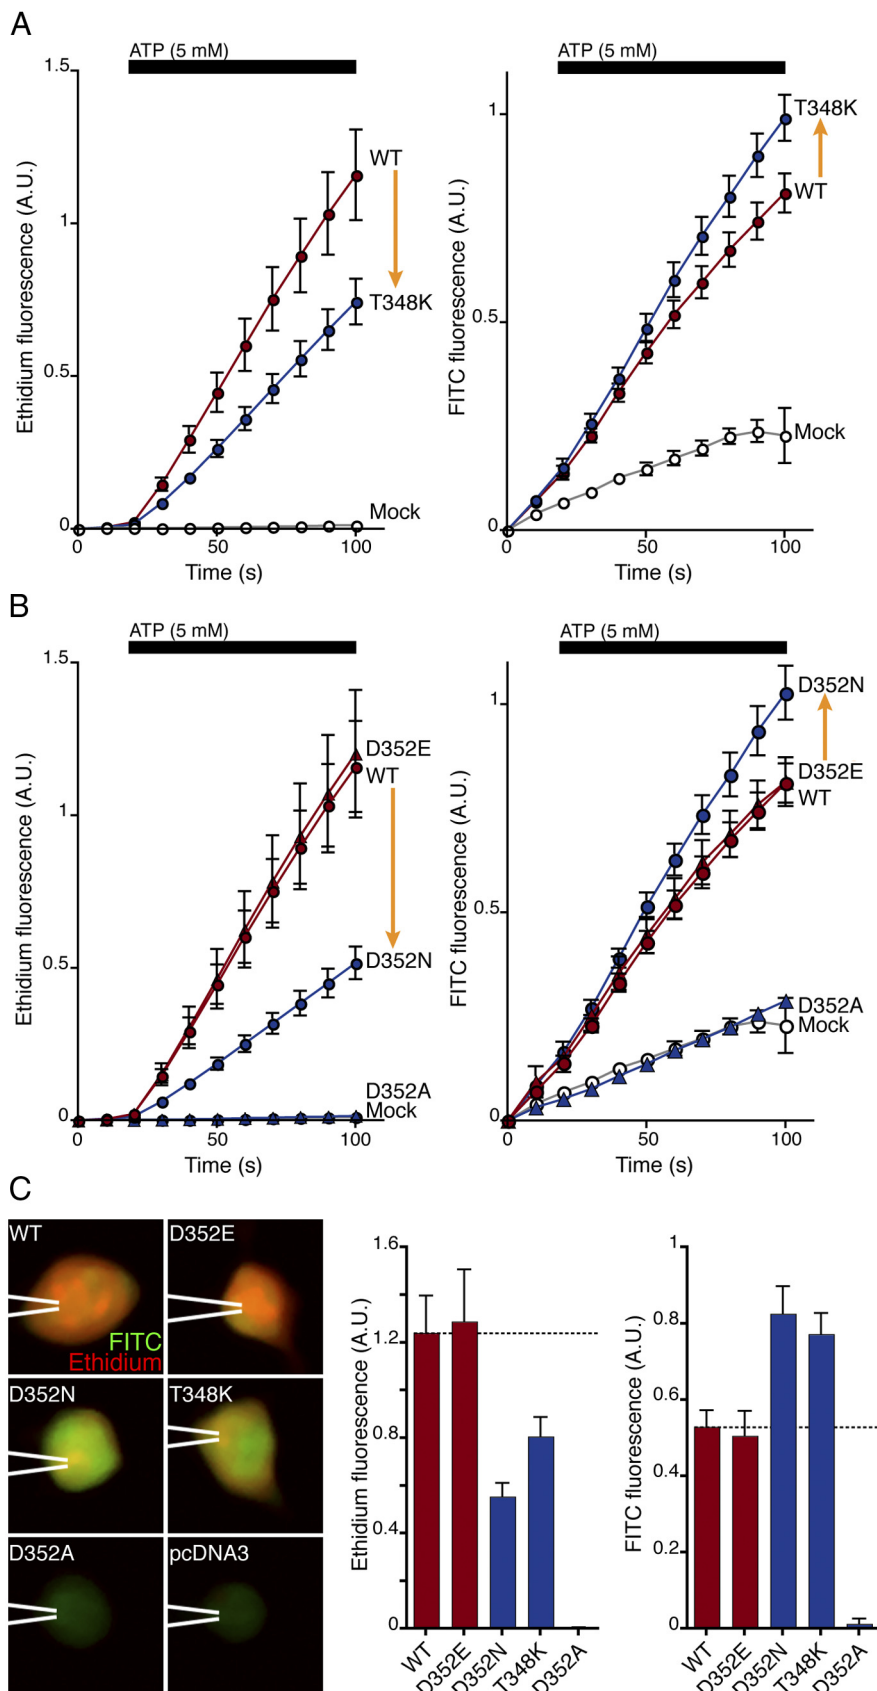 A
ATP (5 mM)
1.5
1
0.5
0
Ethidium fluorescence (A.U.)
WT
T348K
Mock
0
50
100
Time (s)
ATP (5 mM)
1
0.5
0
FITC fluorescence (A.U.)
T348K
WT
Mock
0
50
100
Time (s)
B
ATP (5 mM)
1.5
1
0.5
0
Ethidium fluorescence (A.U.)
D352E
WT
D352N
D352A
Mock
0
50
100
Time (s)
ATP (5 mM)
1
0.5
0
FITC fluorescence (A.U.)
D352N
D352E
WT
D352A
Mock
0
50
100
Time (s)
C
WT
FITC
Ethidium
D352E
D352N
T348K
D352A
pcDNA3
1.6
1.2
0.8
0.4
0
Ethidium fluorescence (A.U.)
WT
D352E
D352N
T348K
D352A
1
0.8
0.6
0.4
0.2
0
FITC fluorescence (A.U.)
WT
D352E
D352N
T348K
D352A